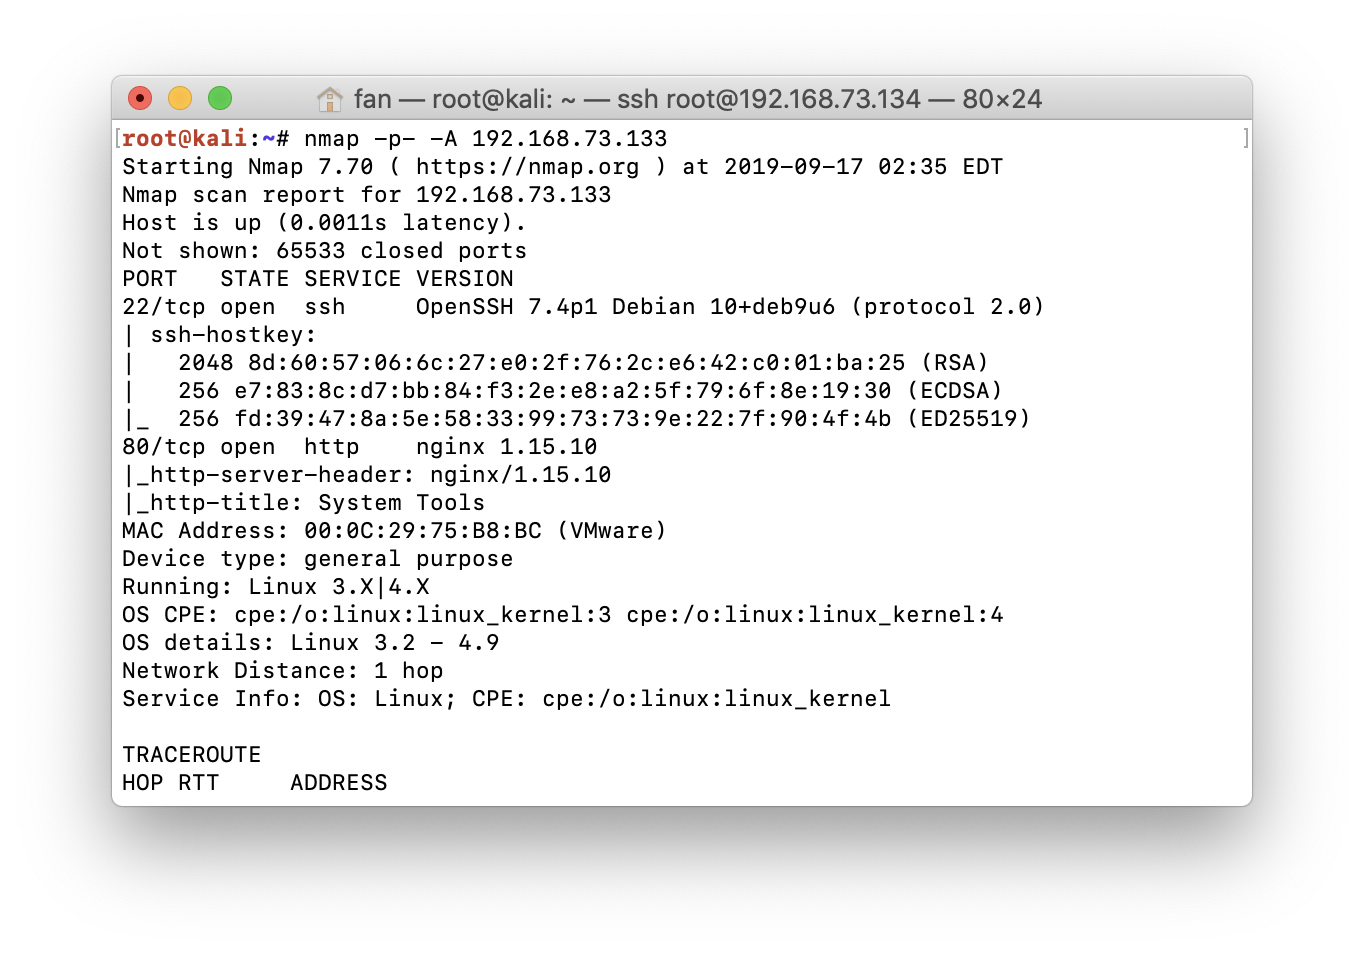 fan — root@kali: ~ — ssh root@192.168.73.134 — 80×24
[root@kali:~# nmap -p- -A 192.168.73.133 ]
Starting Nmap 7.70 ( https://nmap.org ) at 2019-09-17 02:35 EDT
Nmap scan report for 192.168.73.133
Host is up (0.0011s latency).
Not shown: 65533 closed ports
PORT   STATE SERVICE VERSION
22/tcp open  ssh     OpenSSH 7.4p1 Debian 10+deb9u6 (protocol 2.0)
| ssh-hostkey:
|   2048 8d:60:57:06:6c:27:e0:2f:76:2c:e6:42:c0:01:ba:25 (RSA)
|   256 e7:83:8c:d7:bb:84:f3:2e:e8:a2:5f:79:6f:8e:19:30 (ECDSA)
|_  256 fd:39:47:8a:5e:58:33:99:73:73:9e:22:7f:90:4f:4b (ED25519)
80/tcp open  http    nginx 1.15.10
|_http-server-header: nginx/1.15.10
|_http-title: System Tools
MAC Address: 00:0C:29:75:B8:BC (VMware)
Device type: general purpose
Running: Linux 3.X|4.X
OS CPE: cpe:/o:linux:linux_kernel:3 cpe:/o:linux:linux_kernel:4
OS details: Linux 3.2 - 4.9
Network Distance: 1 hop
Service Info: OS: Linux; CPE: cpe:/o:linux:linux_kernel

TRACEROUTE
HOP RTT     ADDRESS